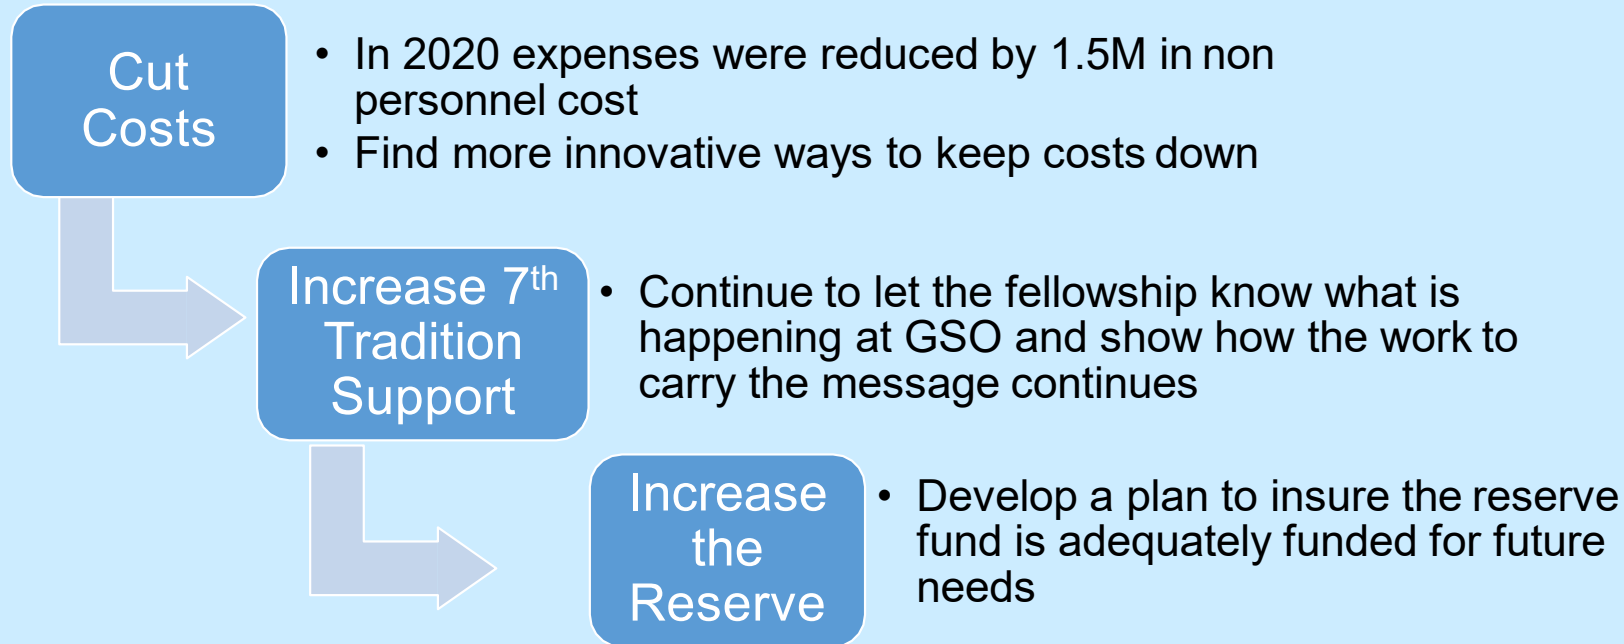 Cut
Costs
• In 2020 expenses were reduced by 1.5M in non
personnel cost
• Find more innovative ways to keep costs down
Increase 7th
Tradition
Support
• Continue to let the fellowship know what is
happening at GSO and show how the work to
carry the message continues
Increase
the
Reserve
• Develop a plan to insure the reserve
fund is adequately funded for future
needs